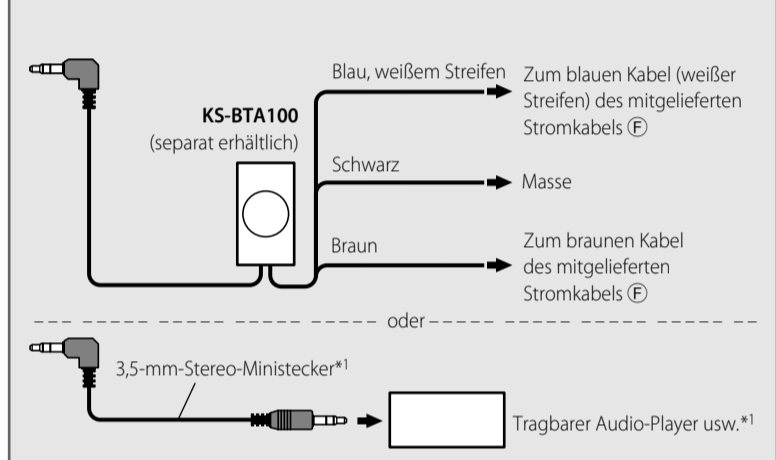 Blau, weißem Streifen
Zum blauen Kabel (weißer
Streifen) des mitgelieferten
Stromkabels Ⓕ
KS-BTA100
(separat erhältlich)
Schwarz
Masse
Braun
Zum braunen Kabel
des mitgelieferten
Stromkabels Ⓕ
oder
3,5-mm-Stereo-Ministecker*1
Tragbarer Audio-Player usw.*1